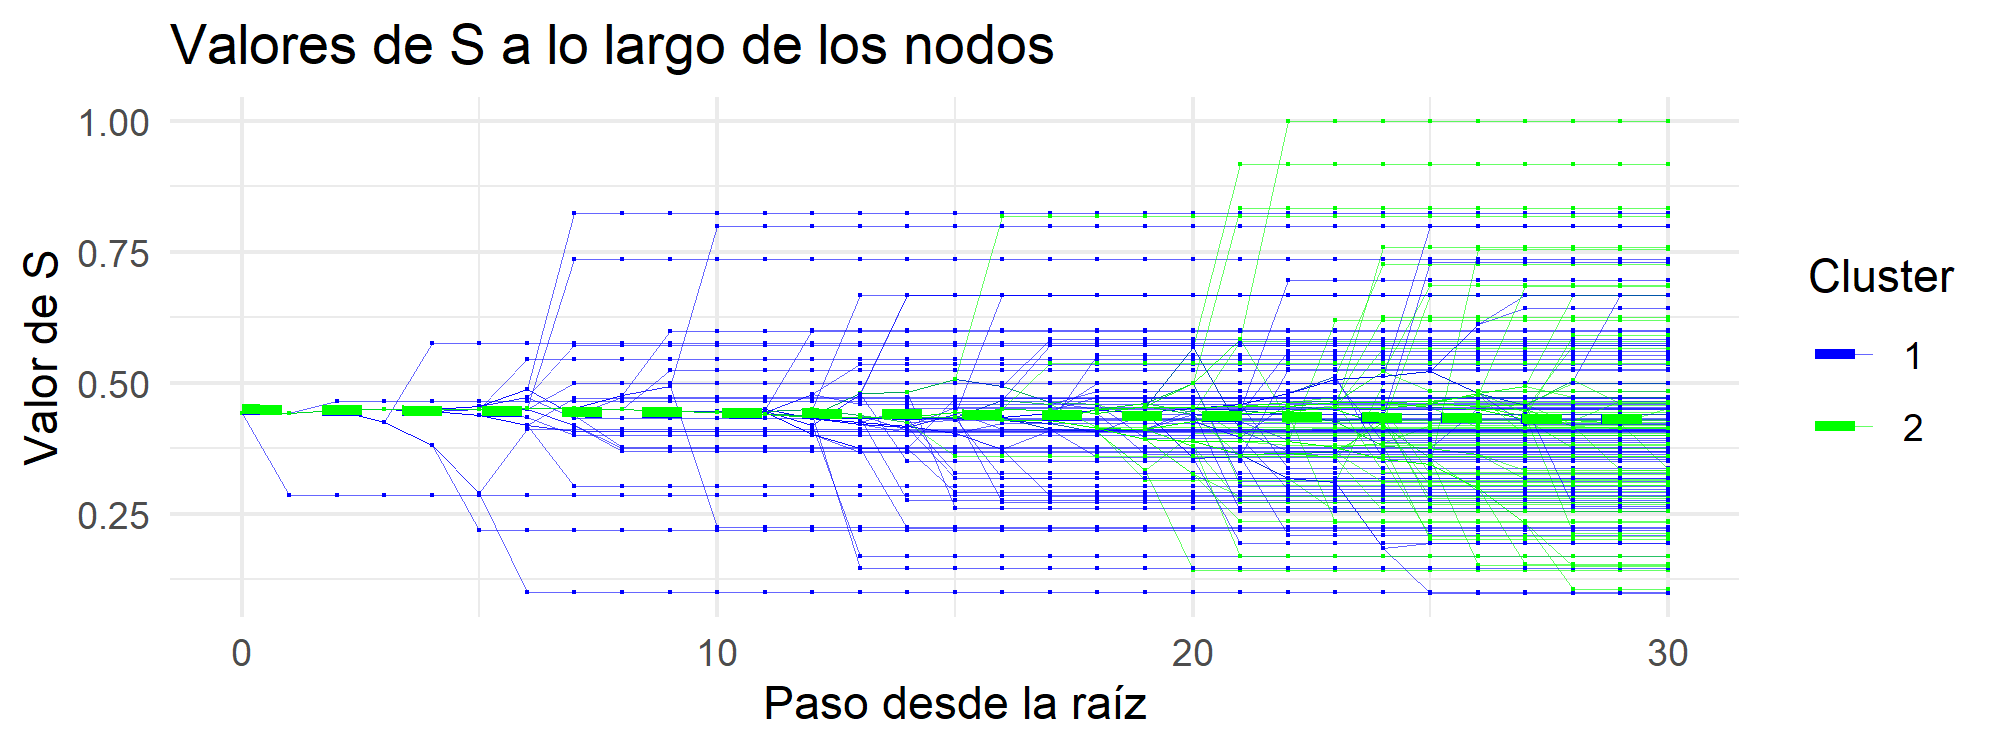 Valores de S a lo largo de los nodos
1.00
0.75
0.50
0.25
Valor de S
0
10
20
30
Paso desde la raíz
Cluster
1
2